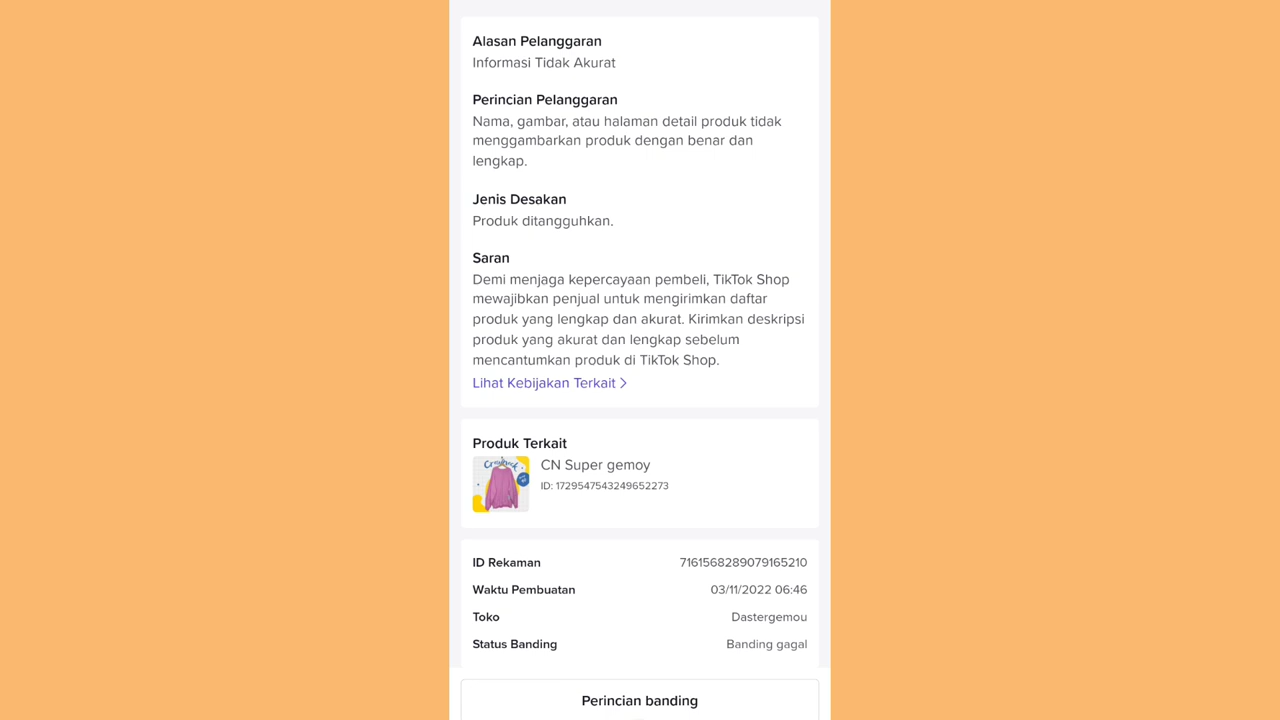 Alasan Pelanggaran
Informasi Tidak Akurat
Perincian Pelanggaran
Nama, gambar, atau halaman detail produk tidak
menggambarkan produk dengan benar dan
lengkap.
Jenis Desakan
Produk ditangguhkan.
Saran
Demi menjaga kepercayaan pembeli, TikTok Shop
mewajibkan penjual untuk mengirimkan daftar
produk yang lengkap dan akurat. Kirimkan deskripsi
produk yang akurat dan lengkap sebelum
mencantumkan produk di TikTok Shop.
Lihat Kebijakan Terkait >
Produk Terkait
CN Super gemoy
ID: 1729547543249652273
ID Rekaman 7161568289079165210
Waktu Pembuatan 03/11/2022 06:46
Toko Dastergemou
Status Banding Banding gagal
Perincian banding